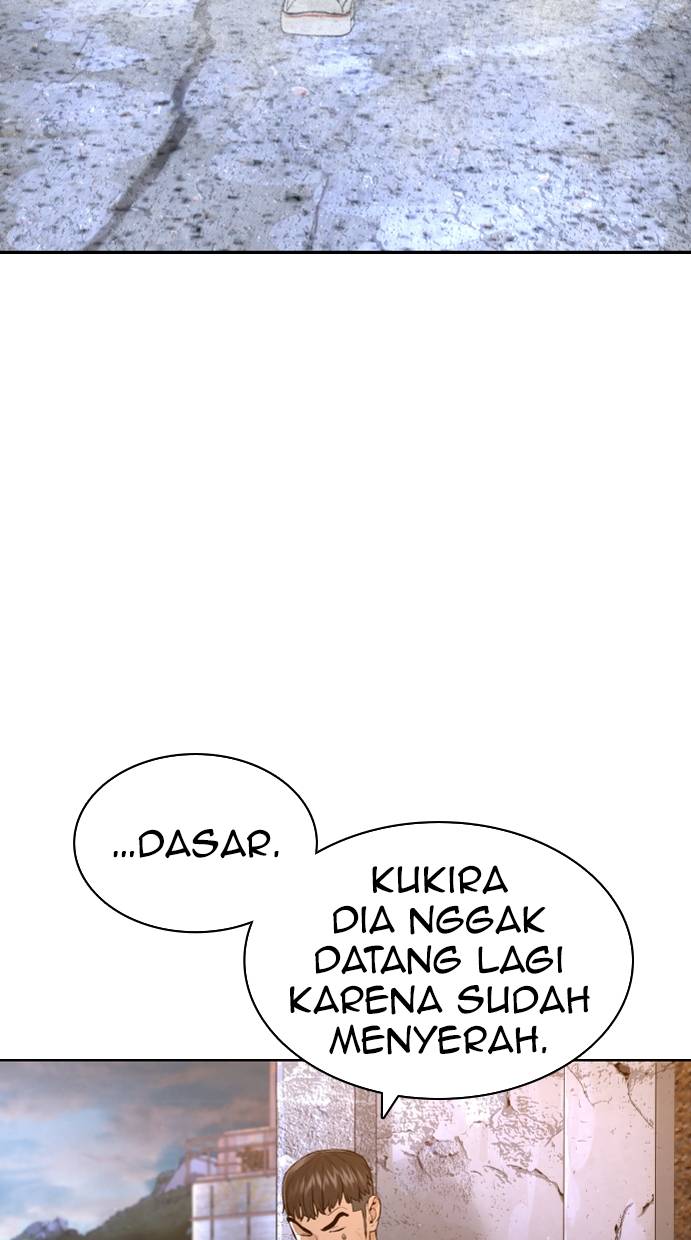 ...DASAR.
KUKIRA
DIA NGGAK
DATANG LAGI
KARENA SUDAH
MENYERAH.